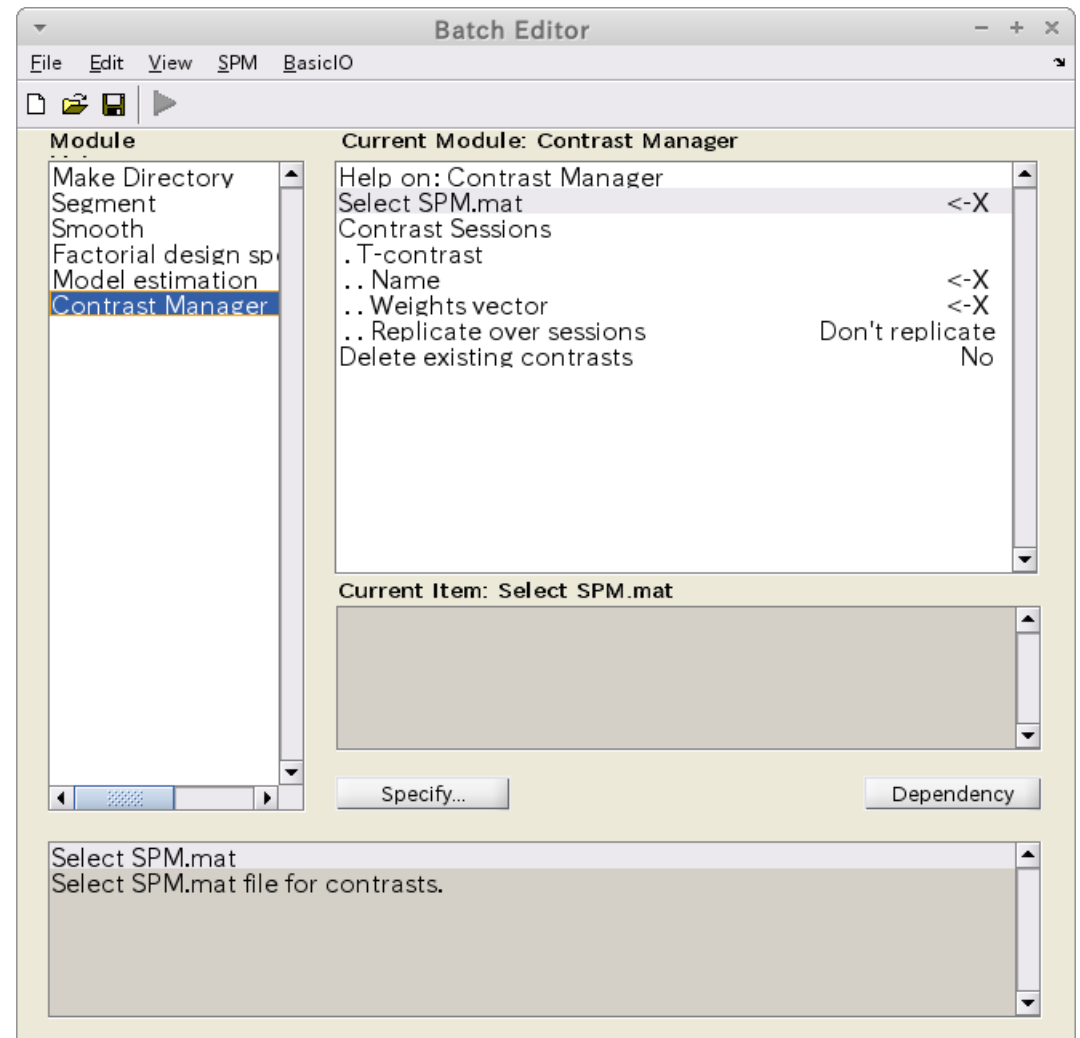 Batch Editor
File Edit View SPM BasicIO
Module
Current Module: Contrast Manager
Make Directory
Segment
Smooth
Factorial design sp
Model estimation
Contrast Manager
Help on: Contrast Manager
Select SPM.mat <-X
Contrast Sessions
. T-contrast
. . Name <-X
. . Weights vector <-X
. . Replicate over sessions Don't replicate
Delete existing contrasts No
Current Item: Select SPM.mat
Specify...
Dependency
Select SPM.mat
Select SPM.mat file for contrasts.